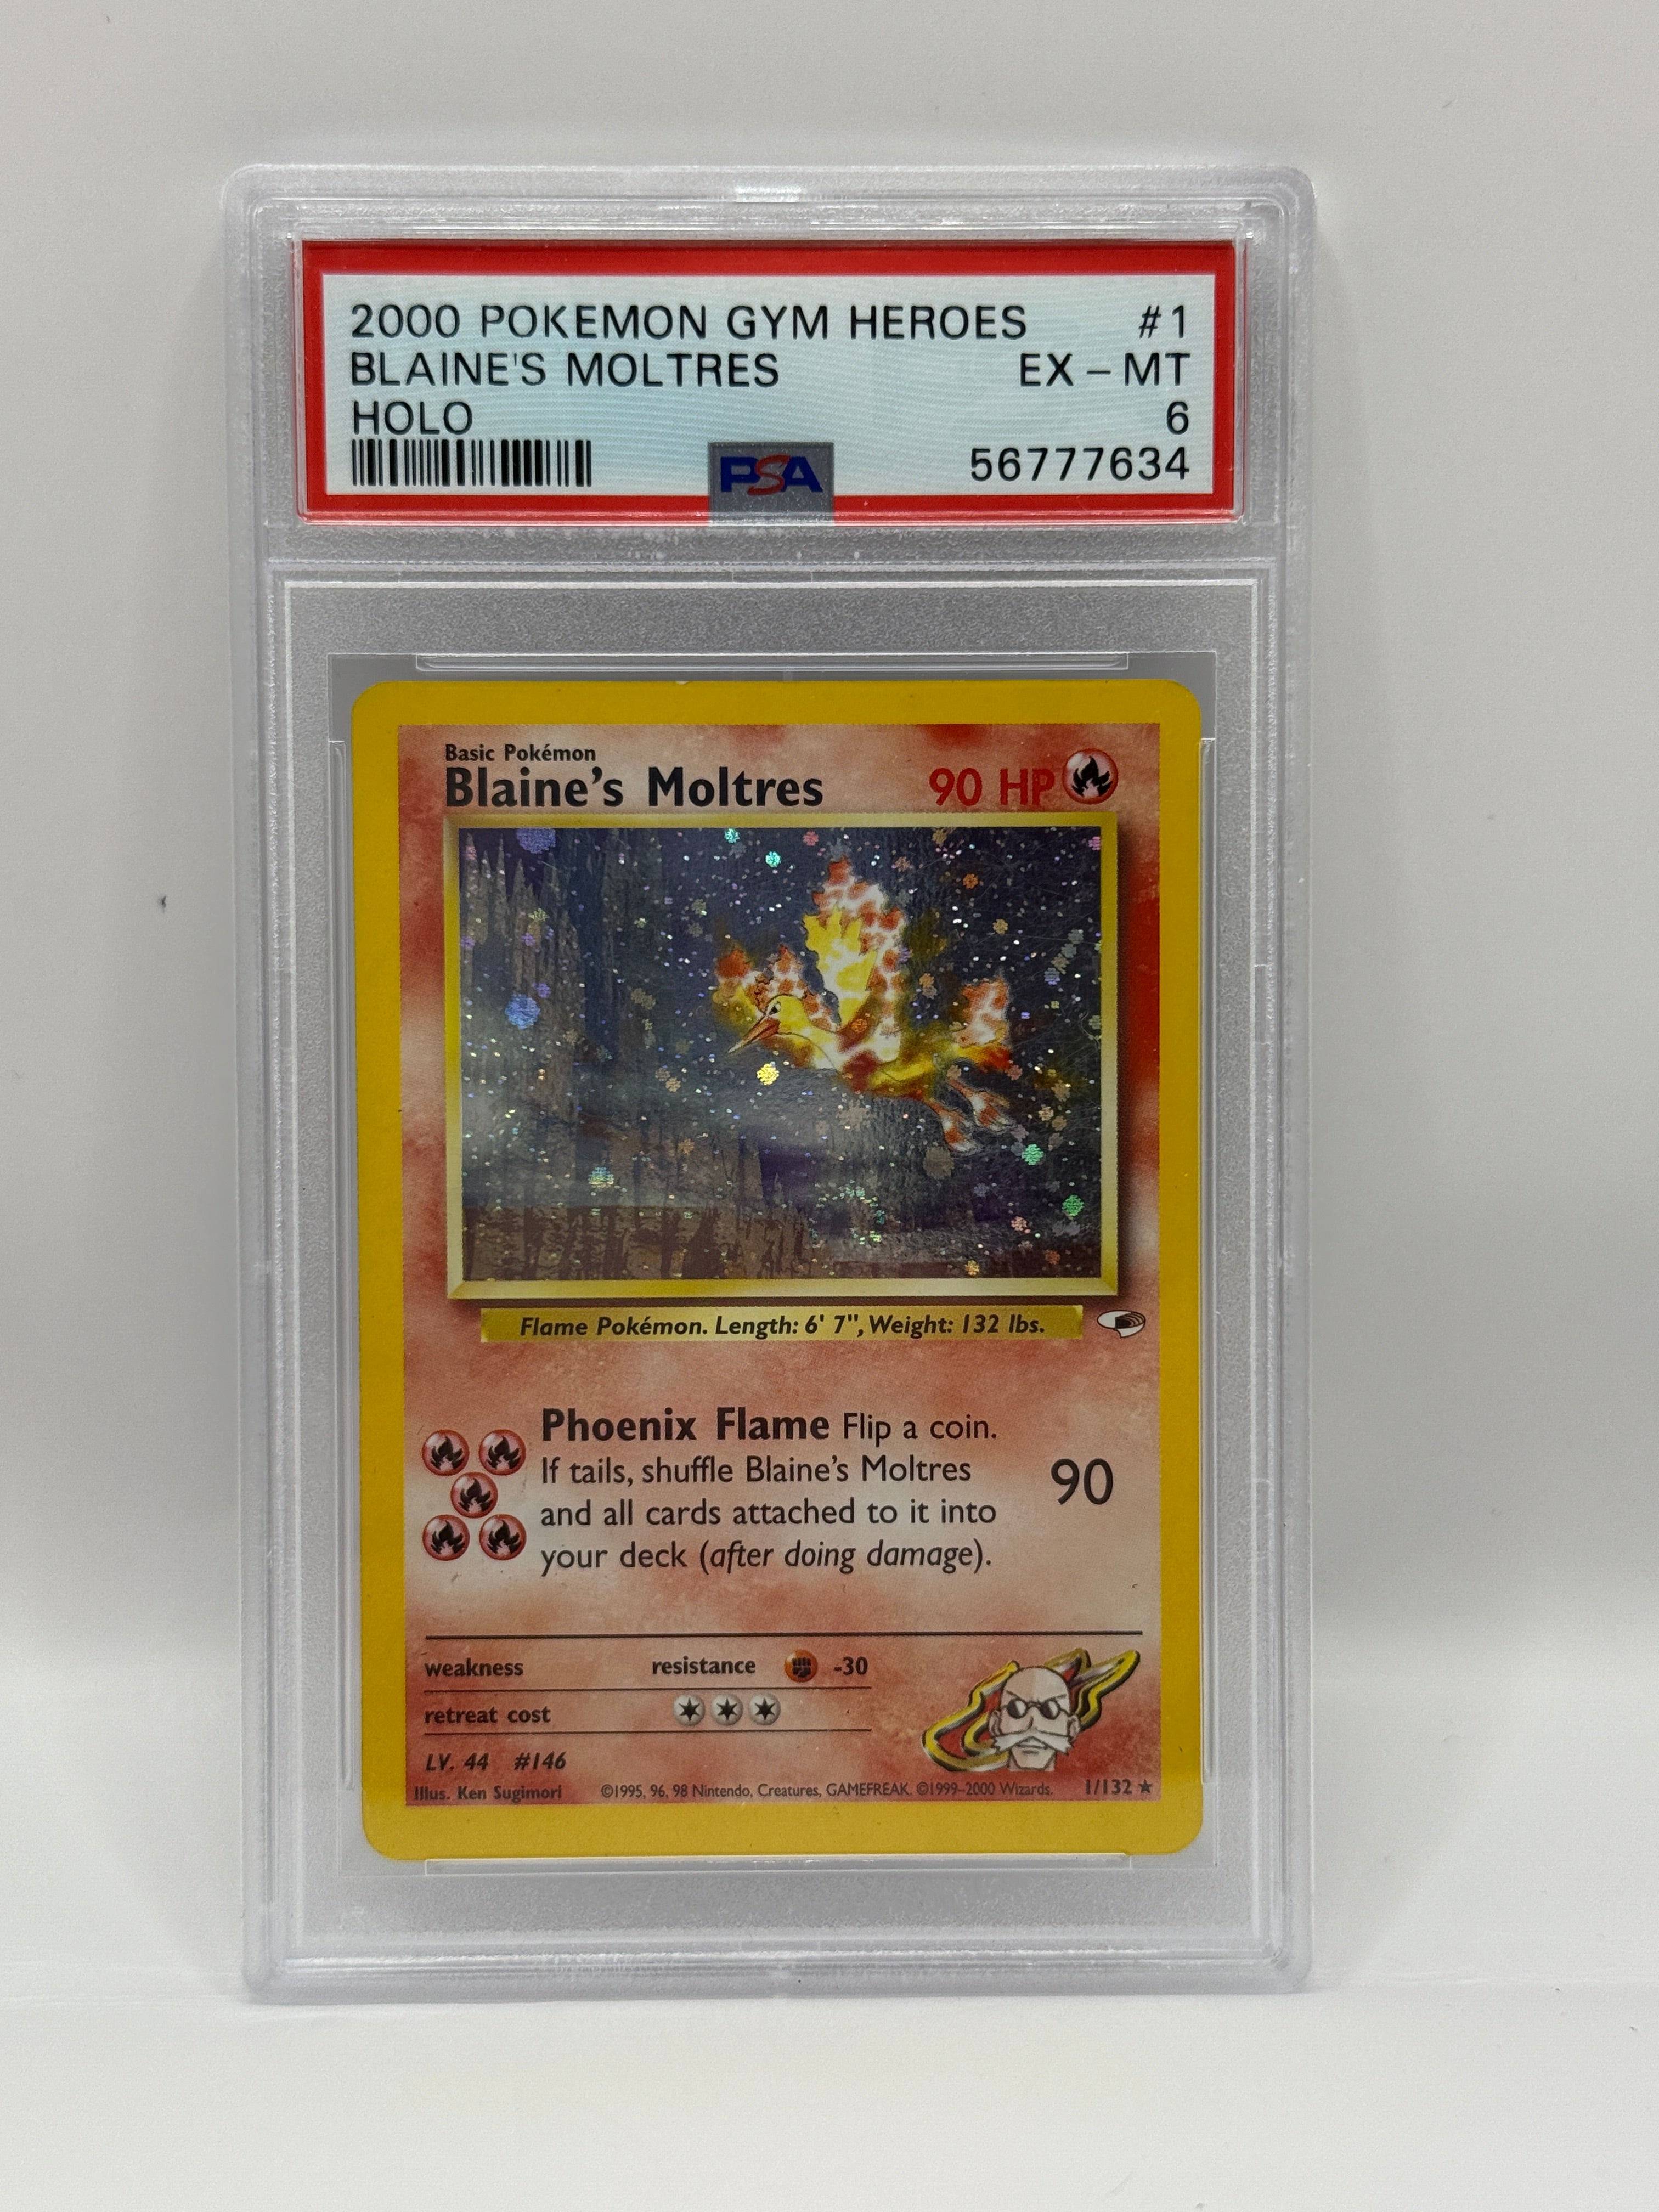 2000 POKEMON GYM HEROES #1
BLAINE'S MOLTRES EX - MT
HOLO 6
PSA 56777634
Basic Pokémon
Blaine's Moltres 90 HP
Flame Pokémon. Length: 6' 7", Weight: 132 lbs.
Phoenix Flame Flip a coin.
If tails, shuffle Blaine's Moltres
and all cards attached to it into
your deck (after doing damage).
90
weakness resistance -30
retreat cost
LV. 44 #146
Illus. Ken Sugimori ©1995, 96, 98 Nintendo, Creatures, GAMEFREAK. ©1999–2000 Wizards. 1/132 ★